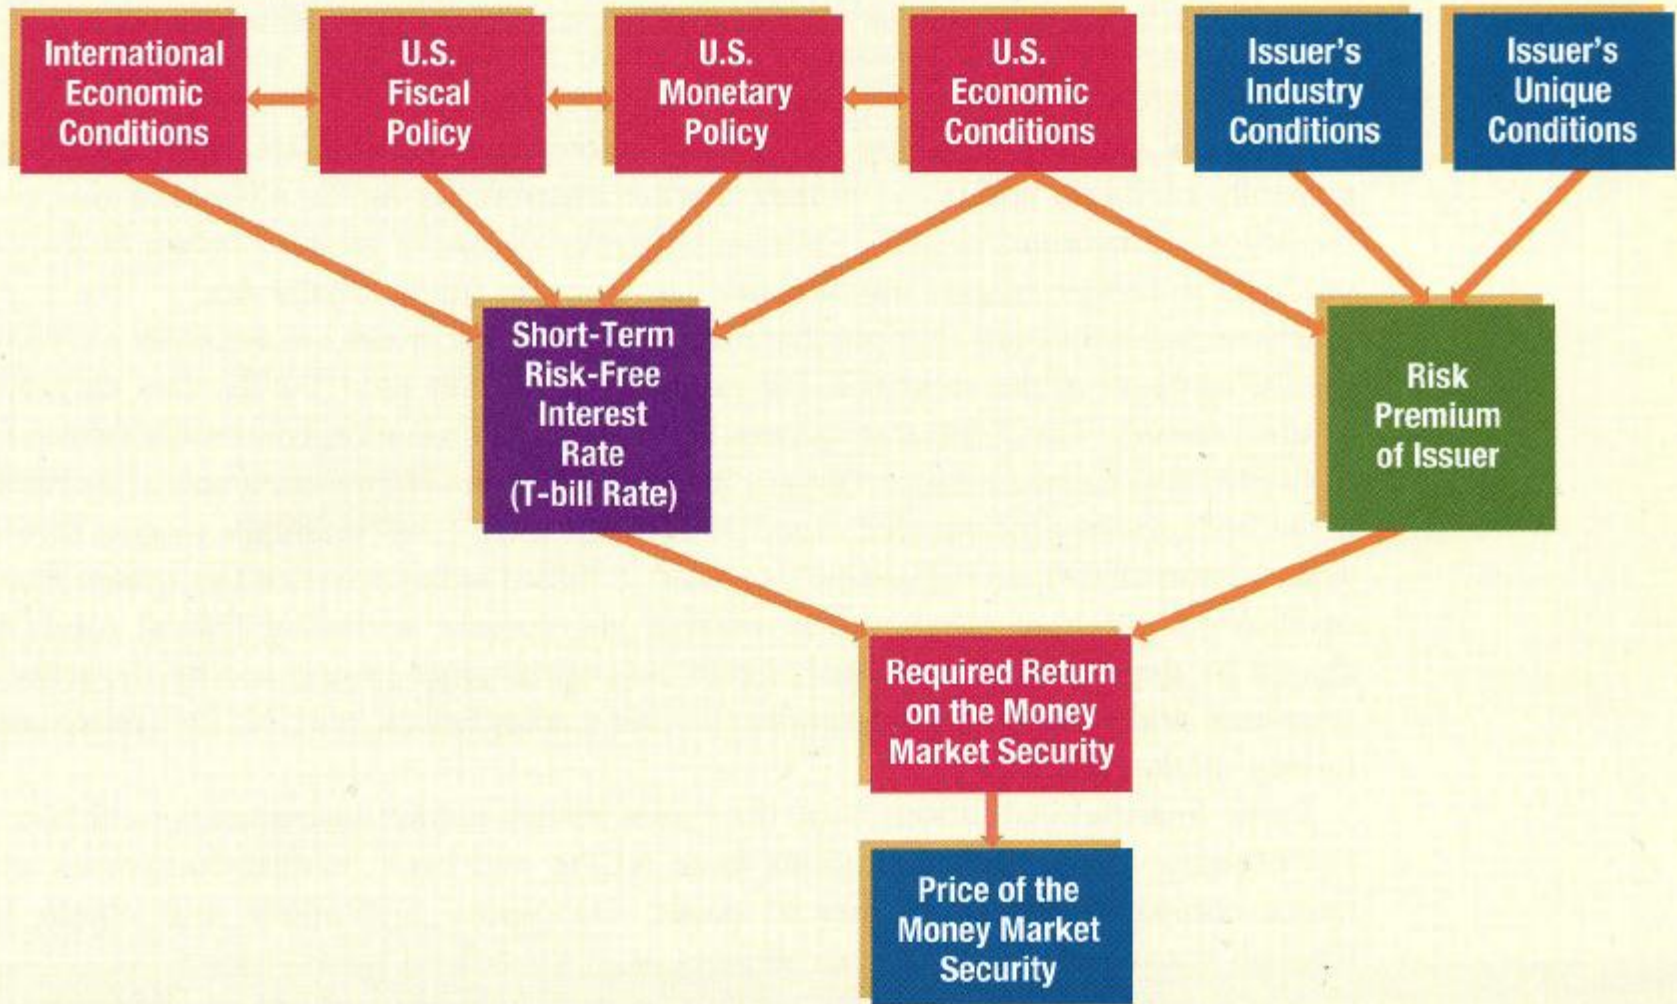 International
Economic
Conditions
U.S.
Fiscal
Policy
U.S.
Monetary
Policy
U.S.
Economic
Conditions
Issuer's
Industry
Conditions
Issuer's
Unique
Conditions
Short-Term
Risk-Free
Interest
Rate
(T-bill Rate)
Risk
Premium
of Issuer
Required Return
on the Money
Market Security
Price of the
Money Market
Security